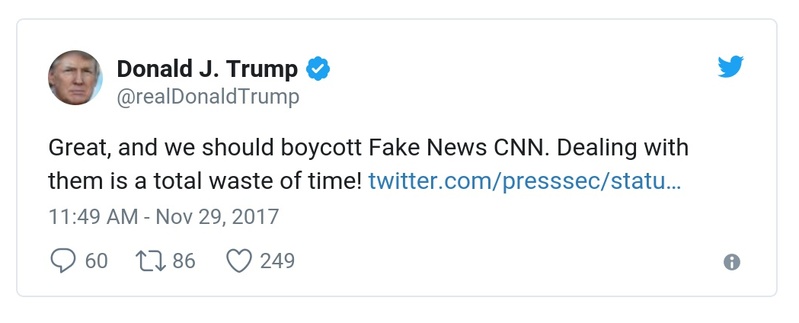 Donald J. Trump
@realDonaldTrump
Great, and we should boycott Fake News CNN. Dealing with
them is a total waste of time! twitter.com/presssec/statu…
11:49 AM - Nov 29, 2017
60 86 249